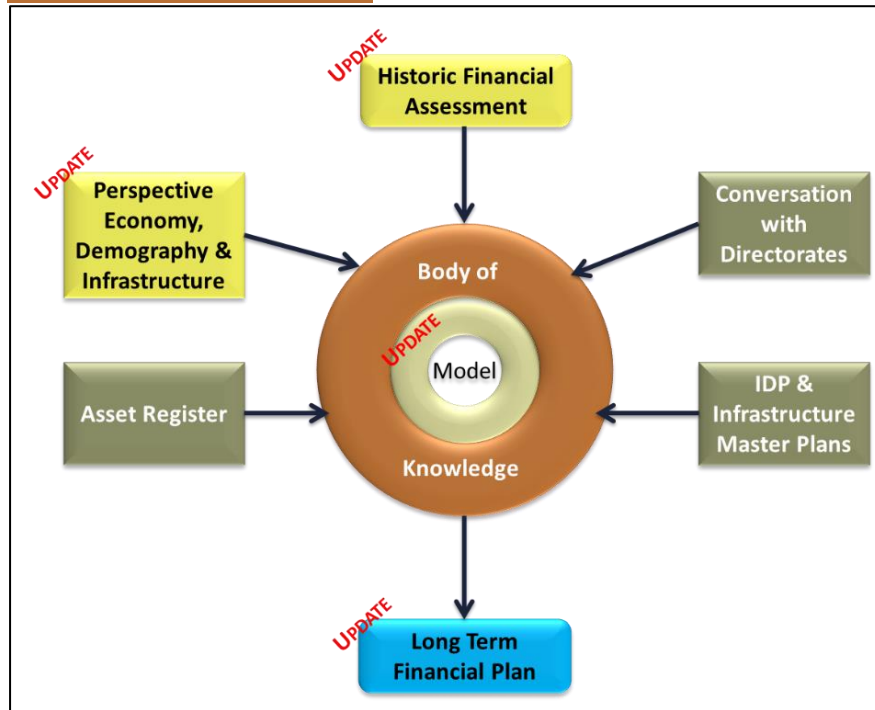 UPDATE
Historic Financial
Assessment
UPDATE
Perspective
Economy,
Demography &
Infrastructure
Conversation
with
Directorates
Body of
UPDATE
Model
Knowledge
Asset Register
IDP &
Infrastructure
Master Plans
UPDATE
Long Term
Financial Plan